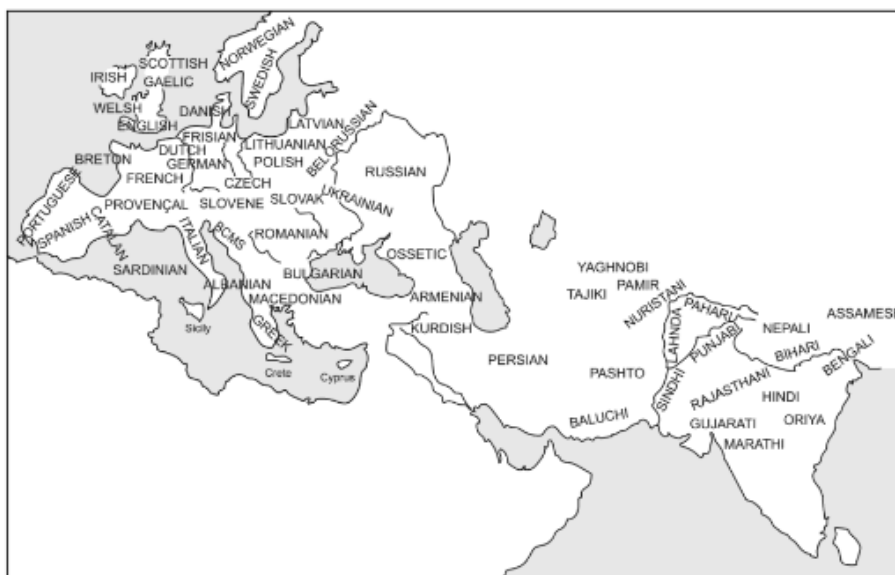 NORWEGIAN
SWEDISH
SCOTTISH
GAELIC
IRISH
WELSH
ENGLISH
DANISH
FRISIAN
LATVIAN
LITHUANIAN
BELORUSSIAN
DUTCH
GERMAN
POLISH
RUSSIAN
BRETON
FRENCH
CZECH
PORTUGUESE
SPANISH
CATALAN
PROVENÇAL
SLOVENE
SLOVAK
UKRAINIAN
ITALIAN
BCMS
ROMANIAN
OSSETIC
SARDINIAN
ALBANIAN
BULGARIAN
MACEDONIAN
ARMENIAN
Sicily
GREEK
KURDISH
Crete
Cyprus
PERSIAN
YAGHNOBI
PAMIR
TAJIKI
NURISTANI
PAHARI
LAHNDA
PUNJABI
NEPALI
ASSAMESE
BIHARI
BENGALI
PASHTO
SINDHI
RAJASTHANI
HINDI
BALUCHI
GUJARATI
ORIYA
MARATHI